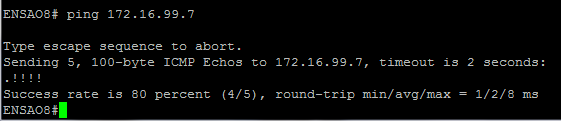 ENSAO8# ping 172.16.99.7
Type escape sequence to abort.
Sending 5, 100-byte ICMP Echos to 172.16.99.7, timeout is 2 seconds:
.!!!!
Success rate is 80 percent (4/5), round-trip min/avg/max = 1/2/8 ms
ENSAO8#